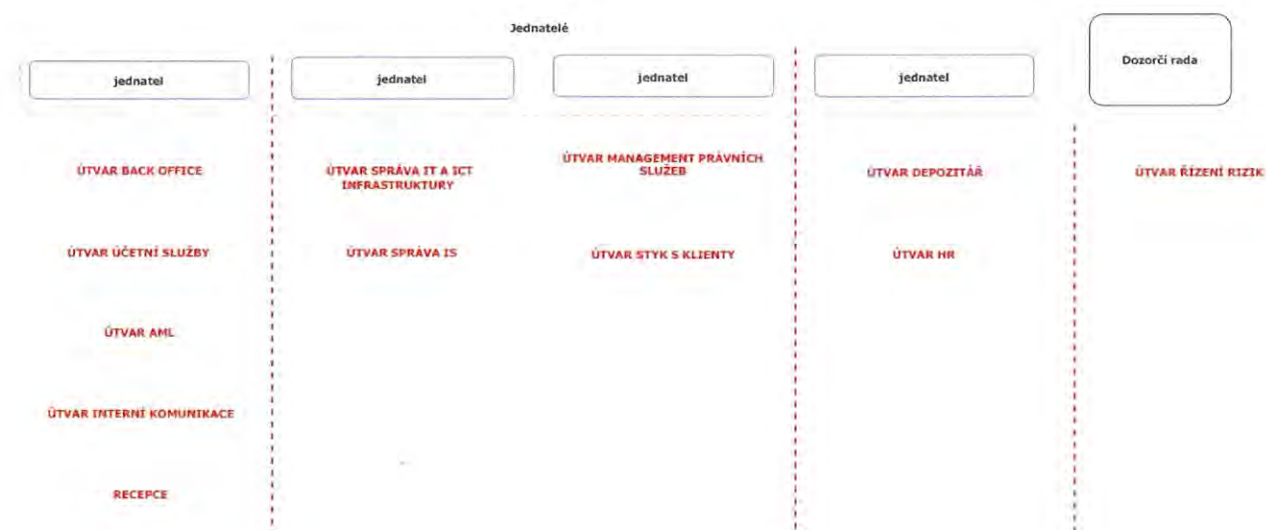 Jednatelé
jednatel
jednatel
jednatel
jednatel
Dozorčí rada
ÚTVAR BACK OFFICE
ÚTVAR SPRÁVA IT A ICT
INFRASTRUKTURY
ÚTVAR MANAGEMENT PRÁVNÍCH
SLUŽEB
ÚTVAR DEPOZITÁŘ
ÚTVAR ŘÍZENÍ RIZIK
ÚTVAR ÚČETNÍ SLUŽBY
ÚTVAR SPRÁVA IS
ÚTVAR STYK S KLIENTY
ÚTVAR HR
ÚTVAR AML
ÚTVAR INTERNÍ KOMUNIKACE
RECEPCE